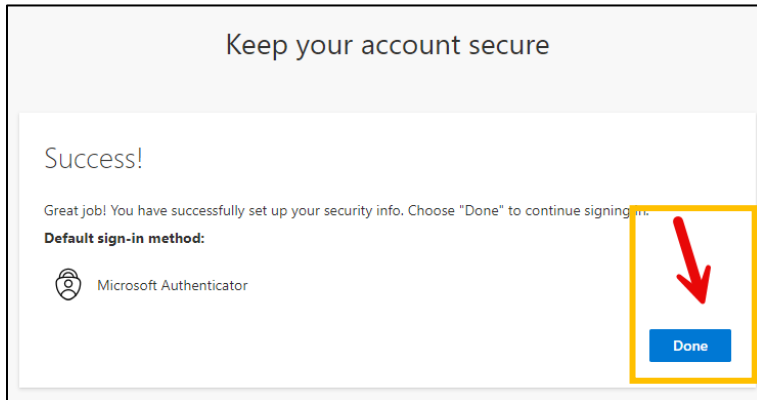 Keep your account secure
Success!
Great job! You have successfully set up your security info. Choose "Done" to continue signing in.
Default sign-in method:
Microsoft Authenticator
Done